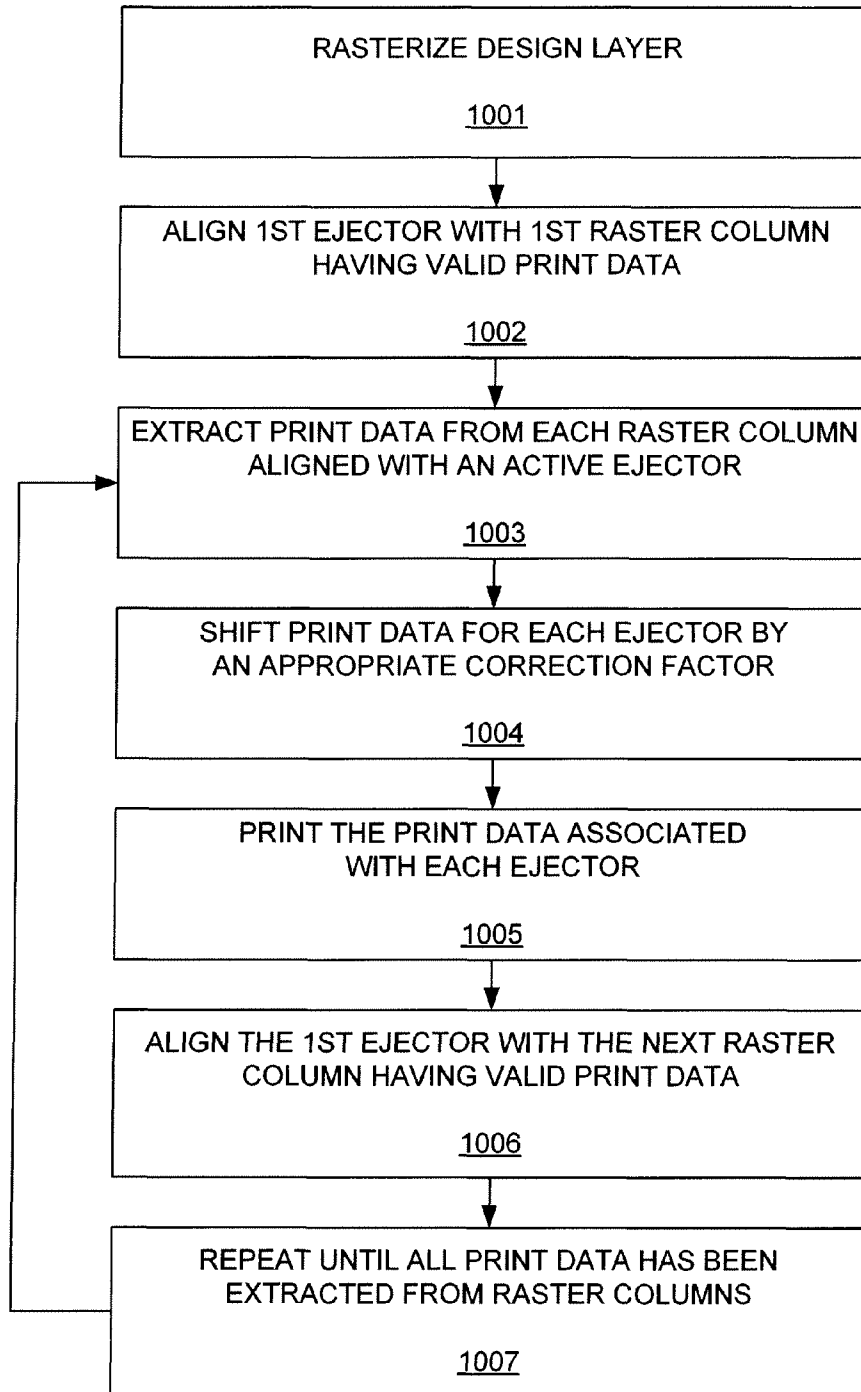 RASTERIZE DESIGN LAYER
1001
ALIGN 1ST EJECTOR WITH 1ST RASTER COLUMN
HAVING VALID PRINT DATA
1002
EXTRACT PRINT DATA FROM EACH RASTER COLUMN
ALIGNED WITH AN ACTIVE EJECTOR
1003
SHIFT PRINT DATA FOR EACH EJECTOR BY
AN APPROPRIATE CORRECTION FACTOR
1004
PRINT THE PRINT DATA ASSOCIATED
WITH EACH EJECTOR
1005
ALIGN THE 1ST EJECTOR WITH THE NEXT RASTER
COLUMN HAVING VALID PRINT DATA
1006
REPEAT UNTIL ALL PRINT DATA HAS BEEN
EXTRACTED FROM RASTER COLUMNS
1007